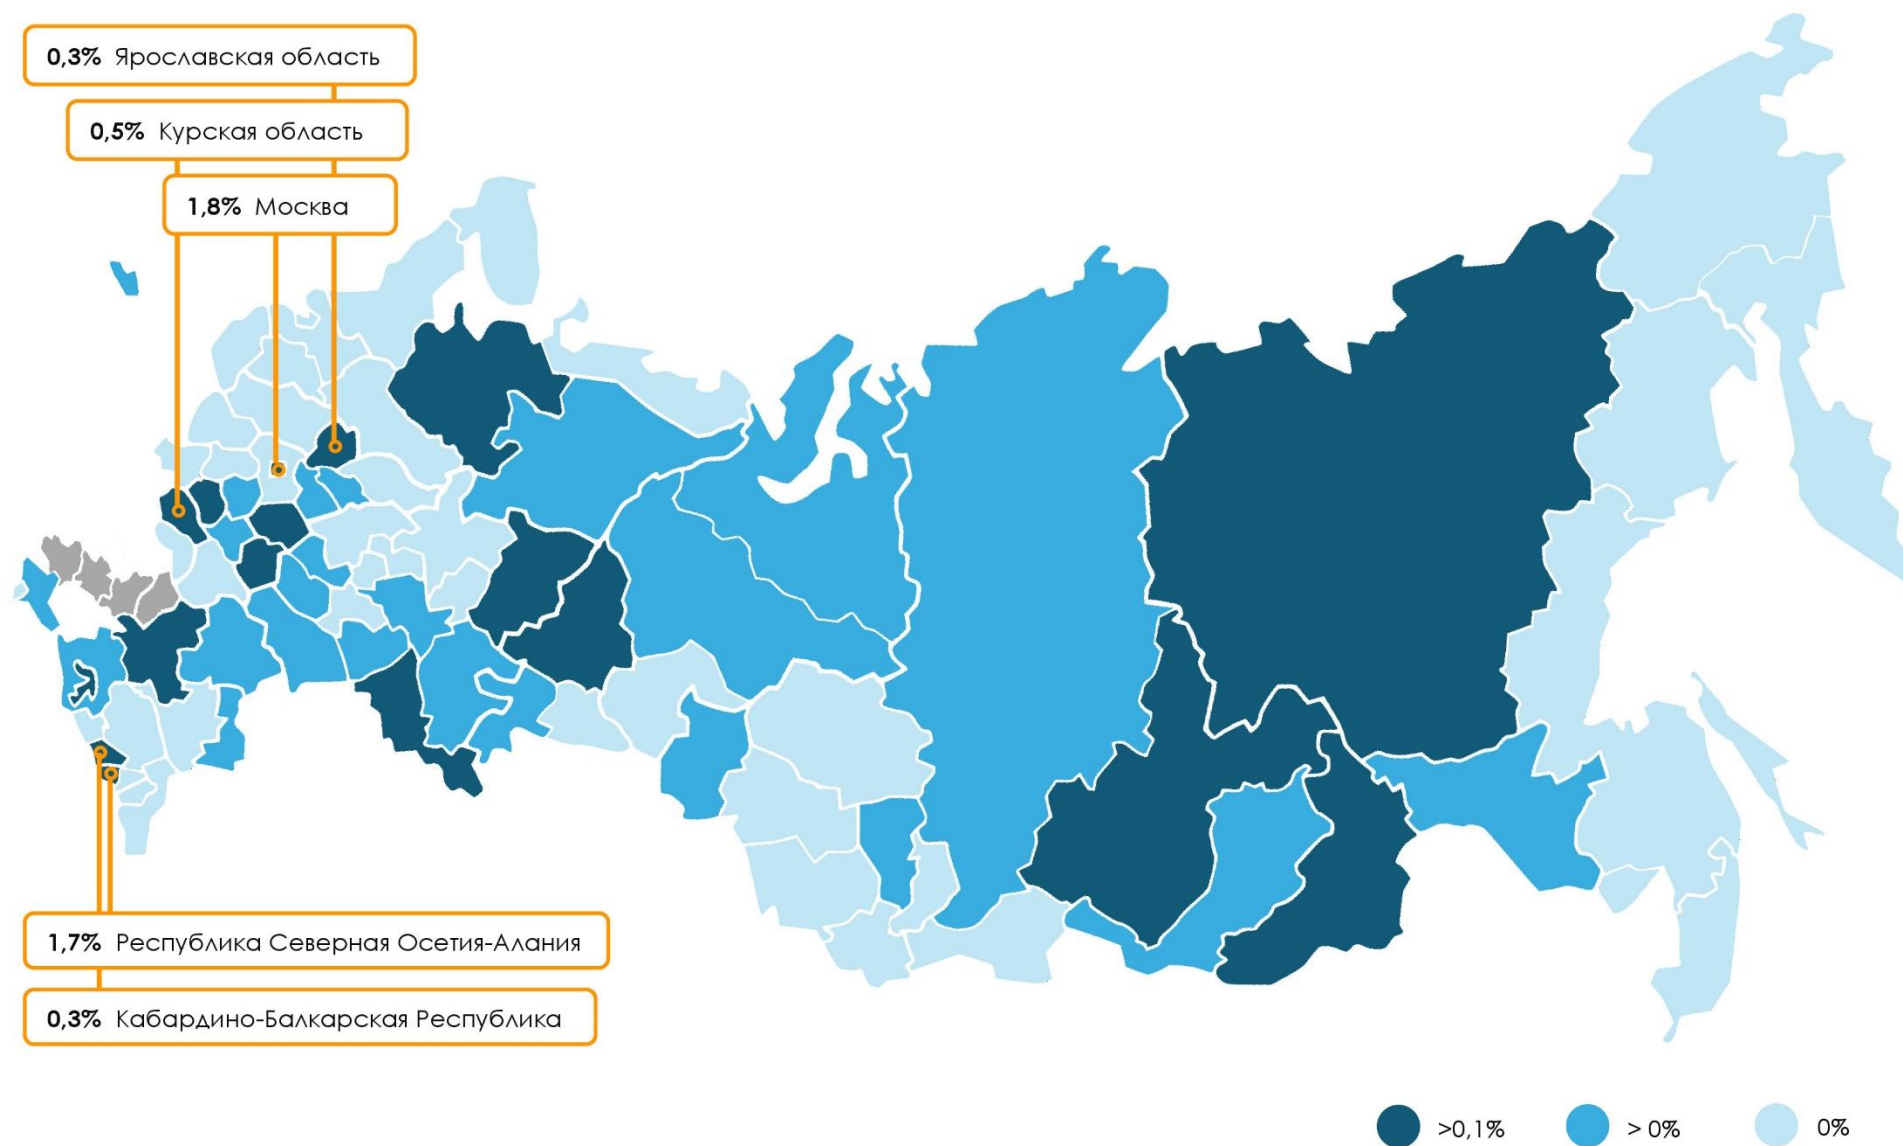 0,3% Ярославская область
0,5% Курская область
1,8% Москва
1,7% Республика Северная Осетия-Алания
0,3% Кабардино-Балкарская Республика
>0,1%
> 0%
0%